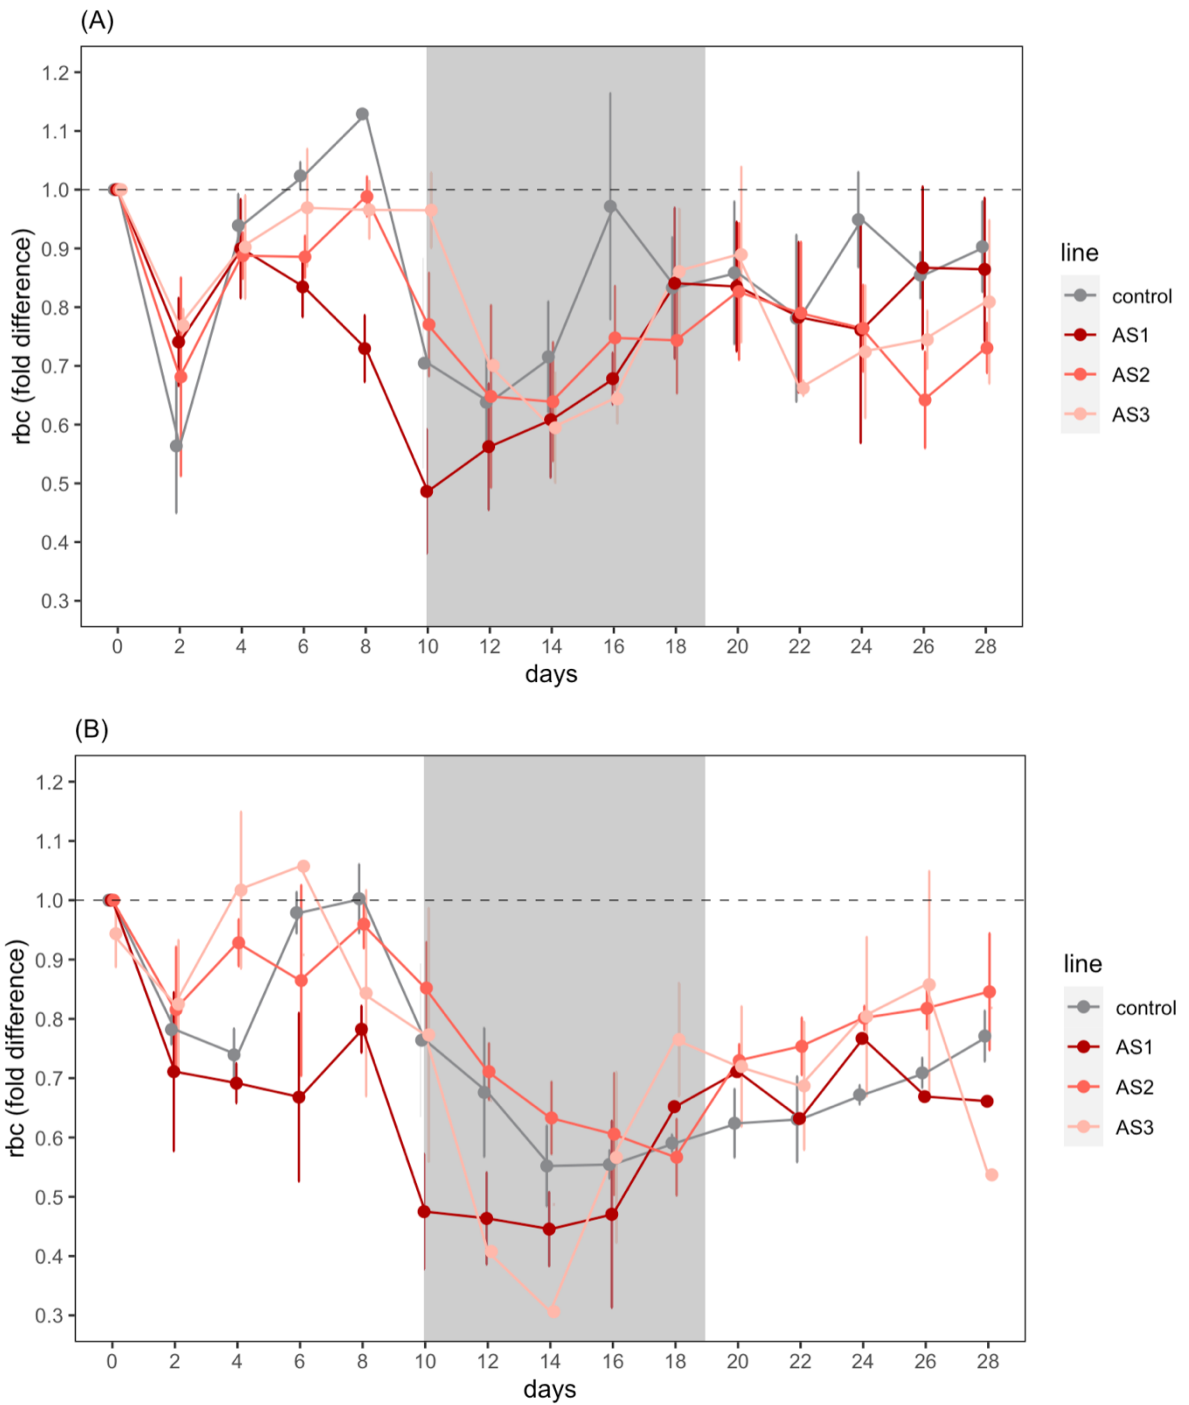 (A)
rbc (fold difference)
1.2
1.1
1.0
0.9
0.8
0.7
0.6
0.5
0.4
0.3
0 2 4 6 8 10 12 14 16 18 20 22 24 26 28
days
line
control
AS1
AS2
AS3
(B)
rbc (fold difference)
1.2
1.1
1.0
0.9
0.8
0.7
0.6
0.5
0.4
0.3
0 2 4 6 8 10 12 14 16 18 20 22 24 26 28
days
line
control
AS1
AS2
AS3